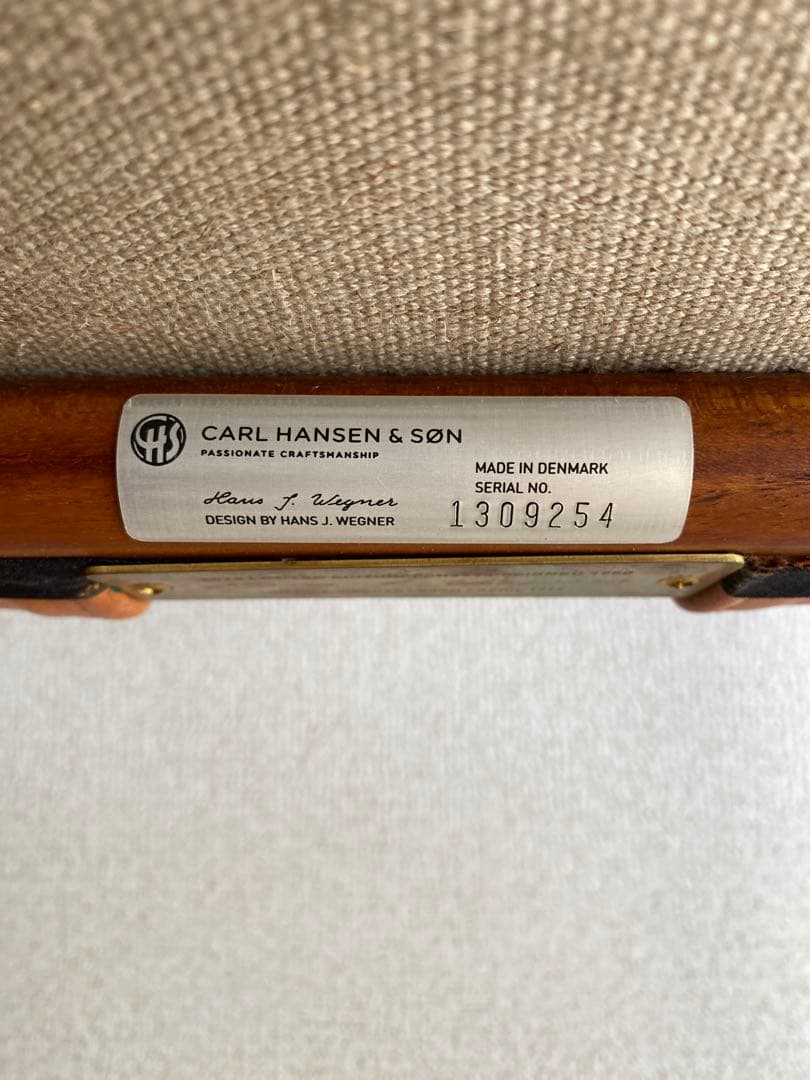 CHS
CARL HANSEN & SØN
PASSIONATE CRAFTSMANSHIP
Hans J. Wegner
DESIGN BY HANS J. WEGNER
MADE IN DENMARK
SERIAL NO.
1309254